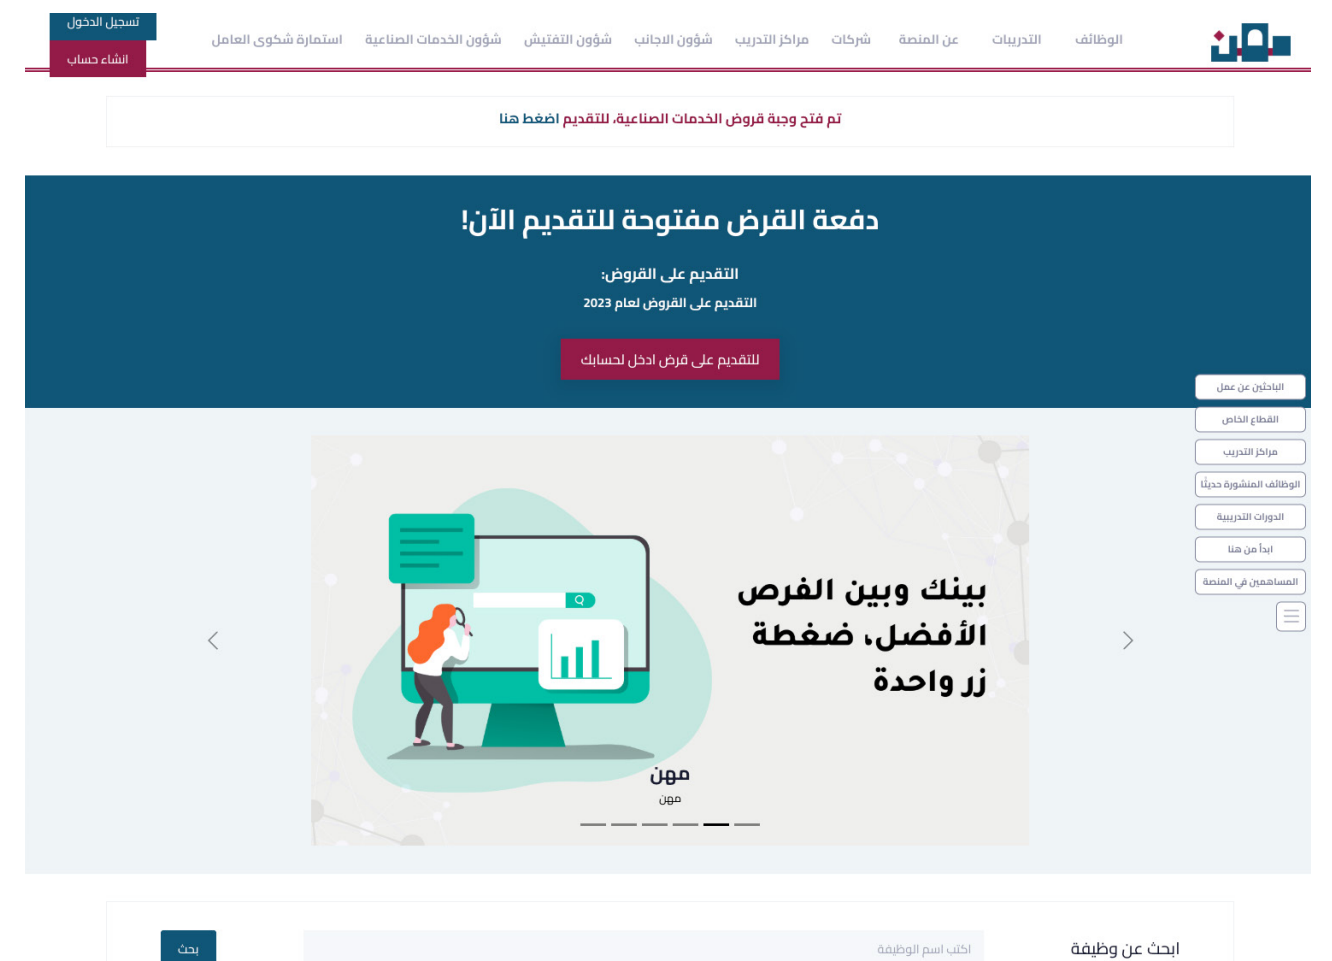 مهن
الوظائف
التدريبات
عن المنصة
شركات
مراكز التدريب
شؤون الاجانب
شؤون التفتيش
شؤون الخدمات الصناعية
استمارة شكوى العامل
تسجيل الدخول
انشاء حساب
تم فتح وجبة قروض الخدمات الصناعية، للتقديم اضغط هنا
دفعة القرض مفتوحة للتقديم الآن!
التقديم على القروض:
التقديم على القروض لعام 2023
للتقديم على قرض ادخل لحسابك
الباحثين عن عمل
القطاع الخاص
مراكز التدريب
الوظائف المنشورة حديثًا
الدورات التدريبية
ابدأ من هنا
المساهمين في المنصة
بينك وبين الفرص
الأفضل، ضغطة
زر واحدة
مهن
مهن
ابحث عن وظيفة
اكتب اسم الوظيفة
بحث